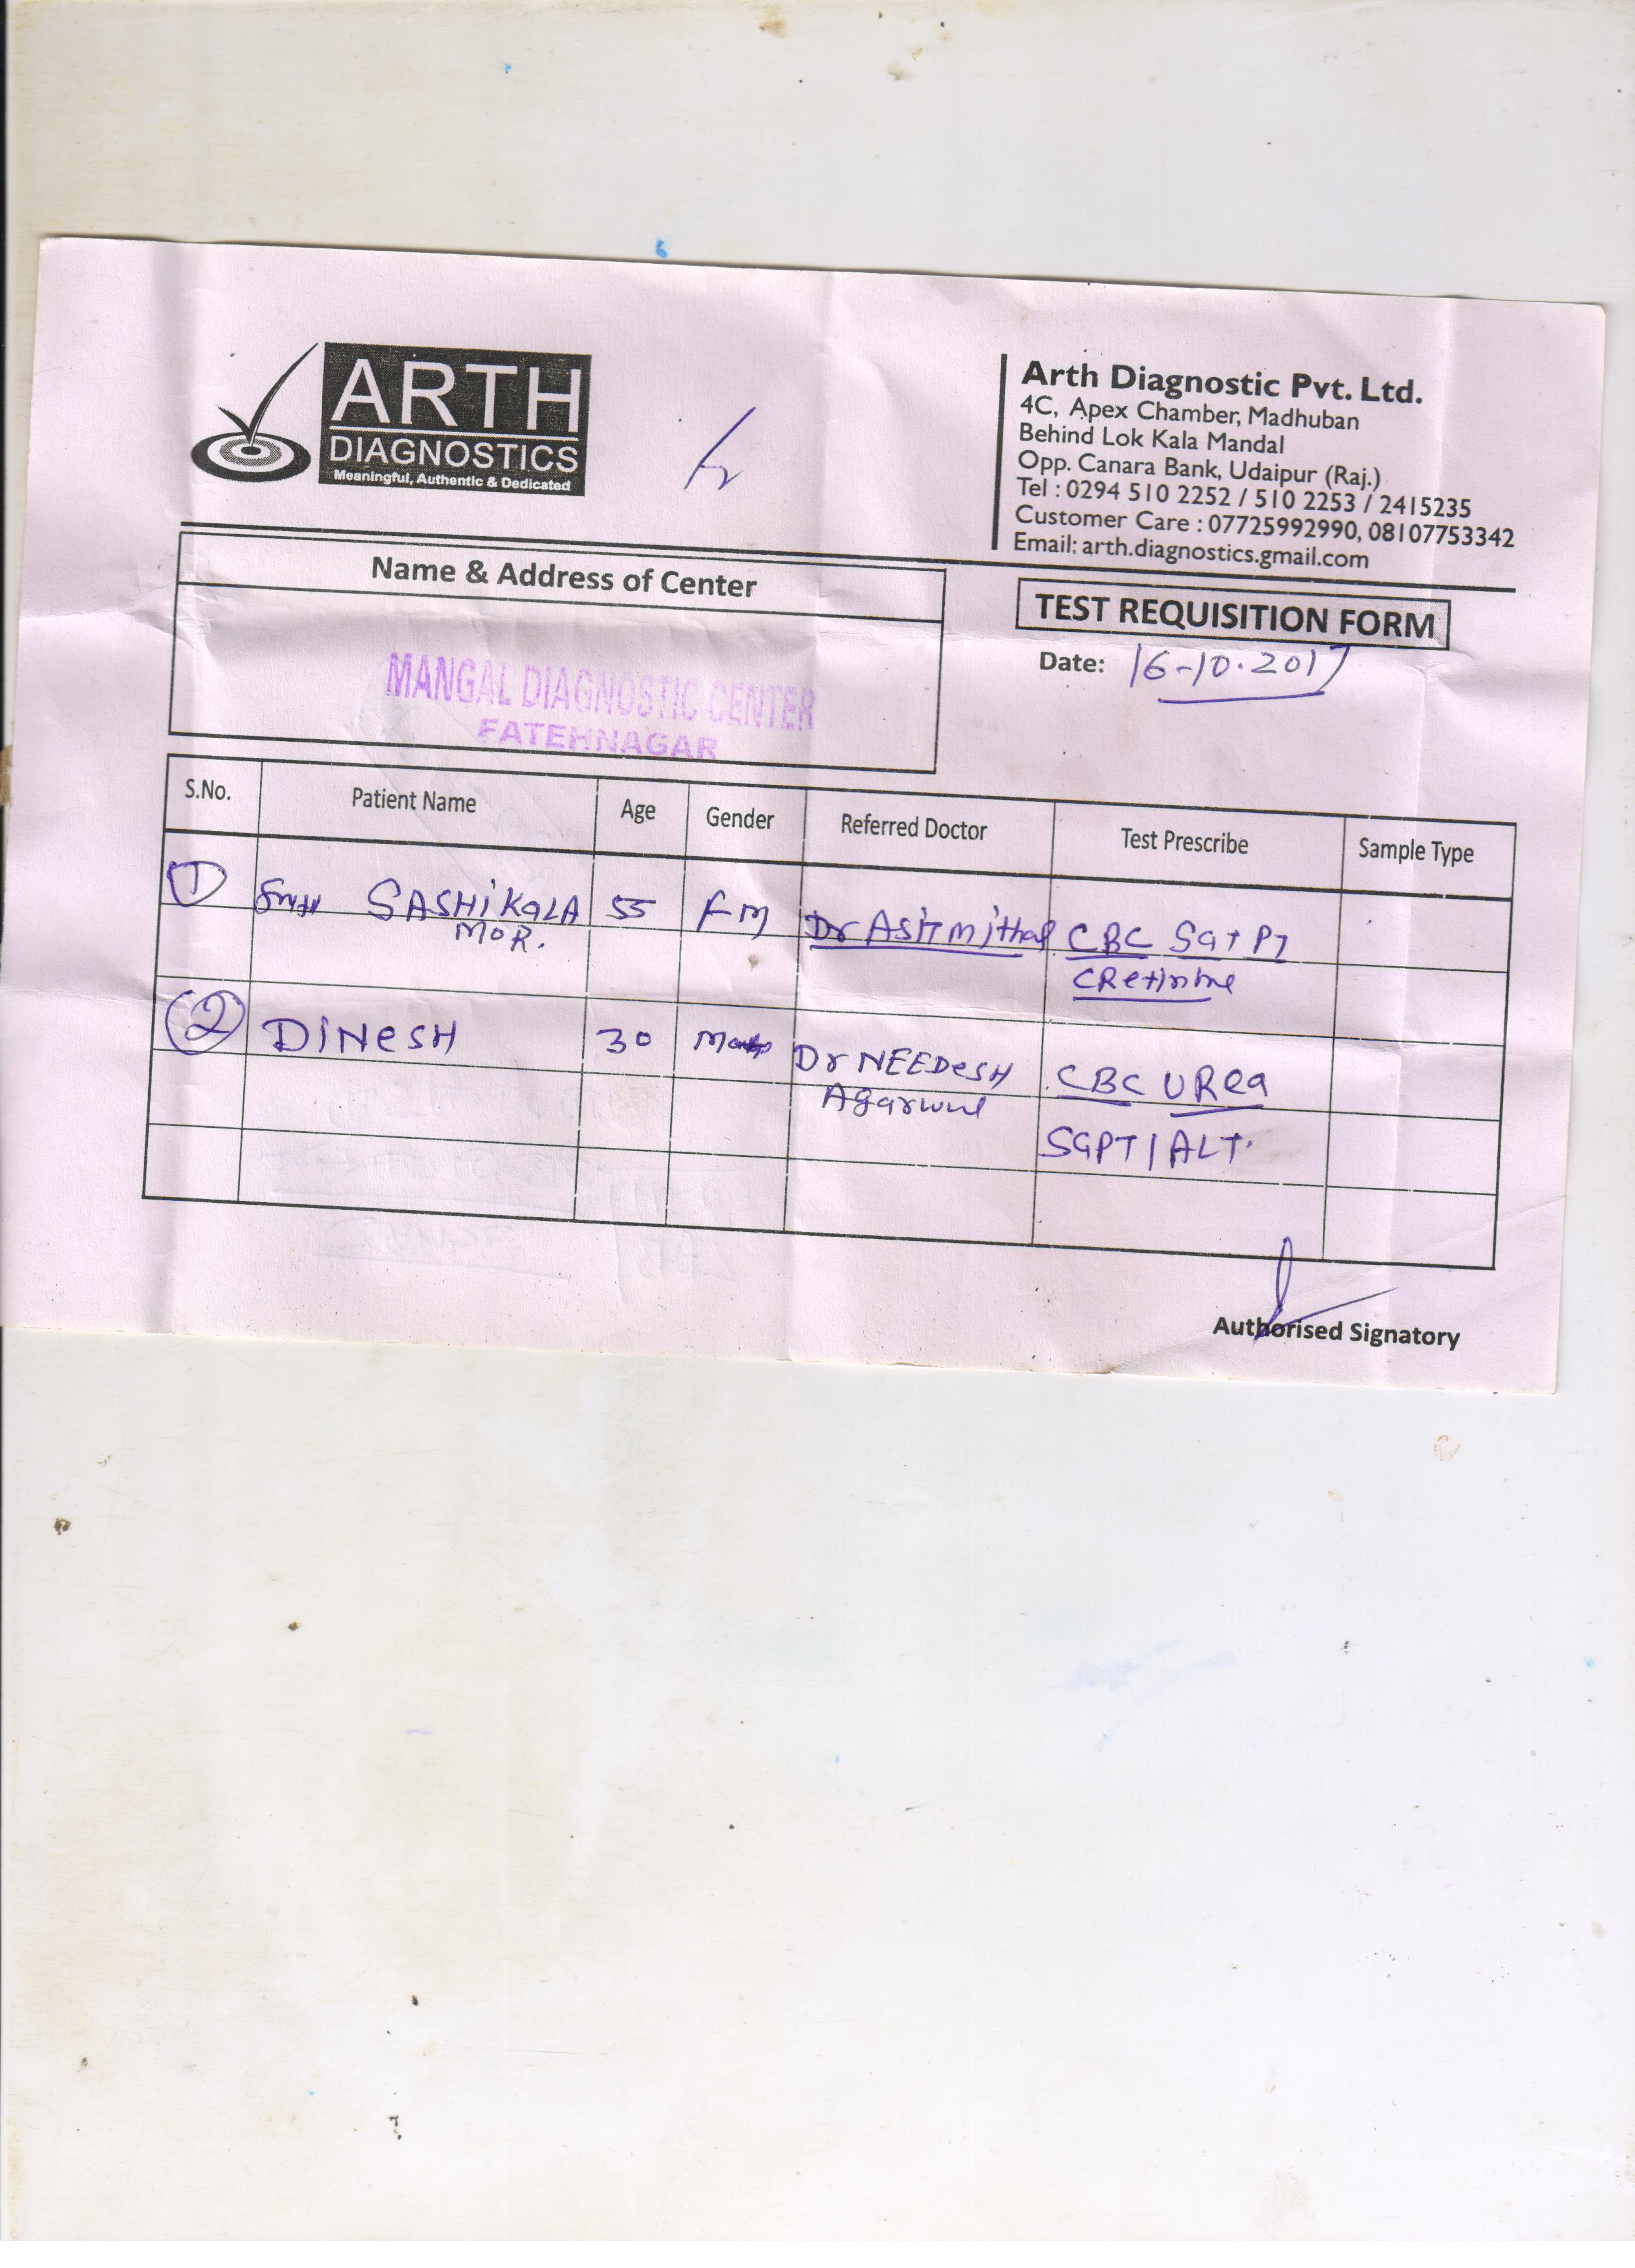 ARTH
DIAGNOSTICS
Meaningful, Authentic & Dedicated
Arth Diagnostic Pvt. Ltd.
4C, Apex Chamber, Madhuban
Behind Lok Kala Mandal
Opp. Canara Bank, Udaipur (Raj.)
Tel : 0294 510 2252 / 510 2253 / 2415235
Customer Care : 07725992990, 08107753342
Email: arth.diagnostics.gmail.com
Name & Address of Center
MANGAL DIAGNOSTIC CENTER
FATEHNAGAR
TEST REQUISITION FORM
Date: 16-10.2017
S.No. Patient Name Age Gender Referred Doctor Test Prescribe Sample Type
1 SASHIKALA 55 FM Dr ASIT mithal CBC SGTPT
MOR. CRetinine
2 DINESH 30 Dr NEEDESH CBC UREA
Agarwal SGPT/ALT.
Authorised Signatory